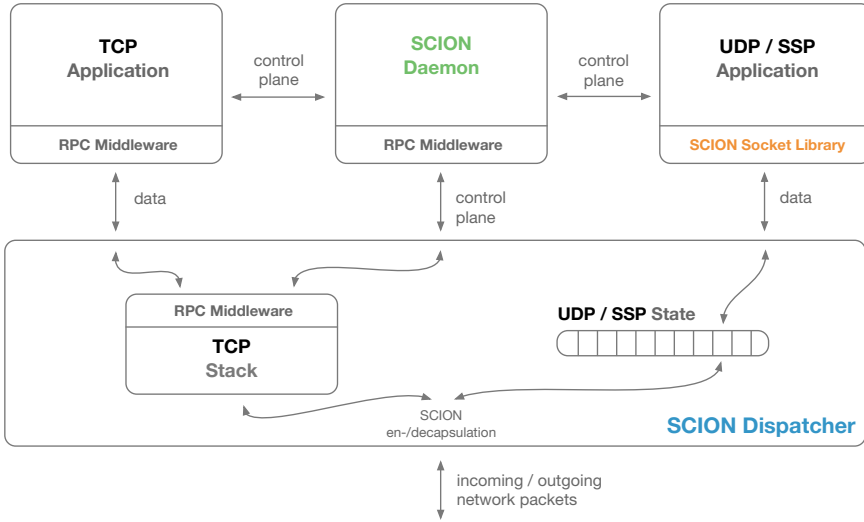 TCP
Application
control
plane
SCION
Daemon
control
plane
UDP / SSP
Application
RPC Middleware
RPC Middleware
SCION Socket Library
data
control
plane
data
RPC Middleware
TCP
Stack
UDP / SSP State
SCION
en-/decapsulation
SCION Dispatcher
incoming / outgoing
network packets